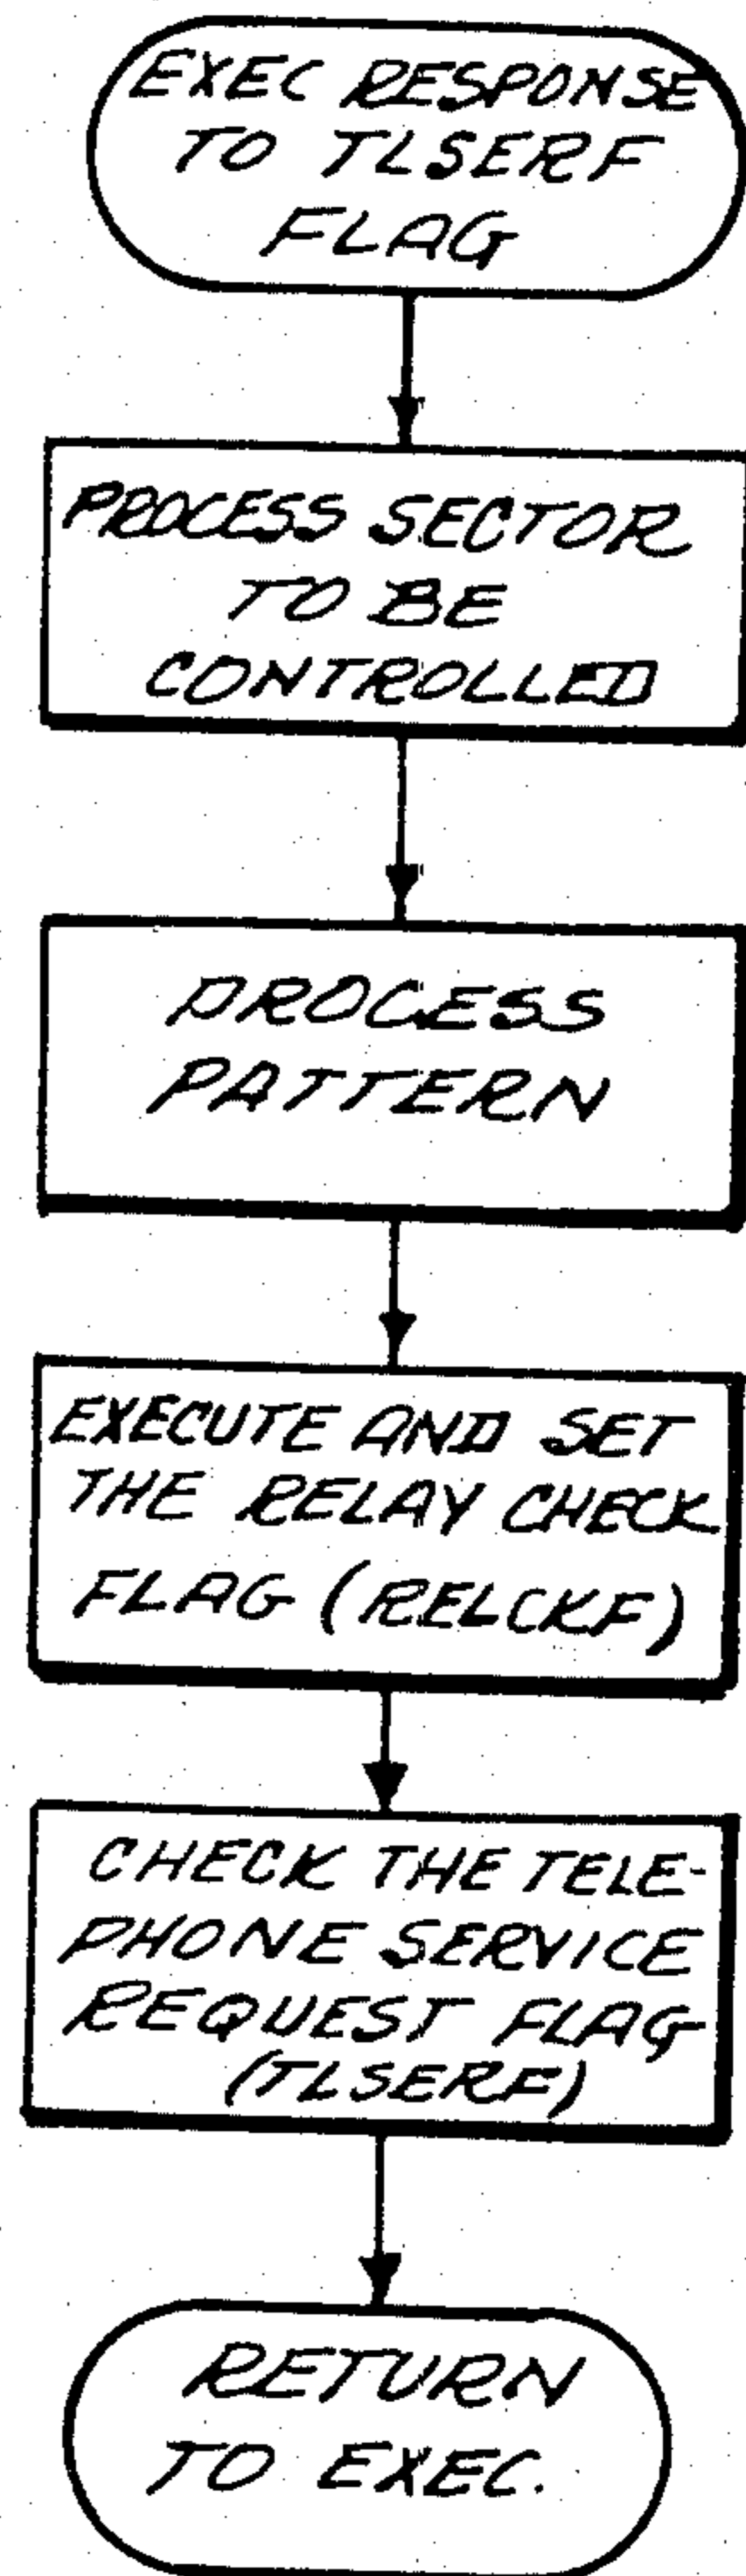 EXEC RESPONSE
TO TLSERF
FLAG
PROCESS SECTOR
TO BE
CONTROLLED
PROCESS
PATTERN
EXECUTE AND SET
THE RELAY CHECK
FLAG (RELCKF)
CHECK THE TELE-
PHONE SERVICE
REQUEST FLAG
(TLSERF)
RETURN
TO EXEC.